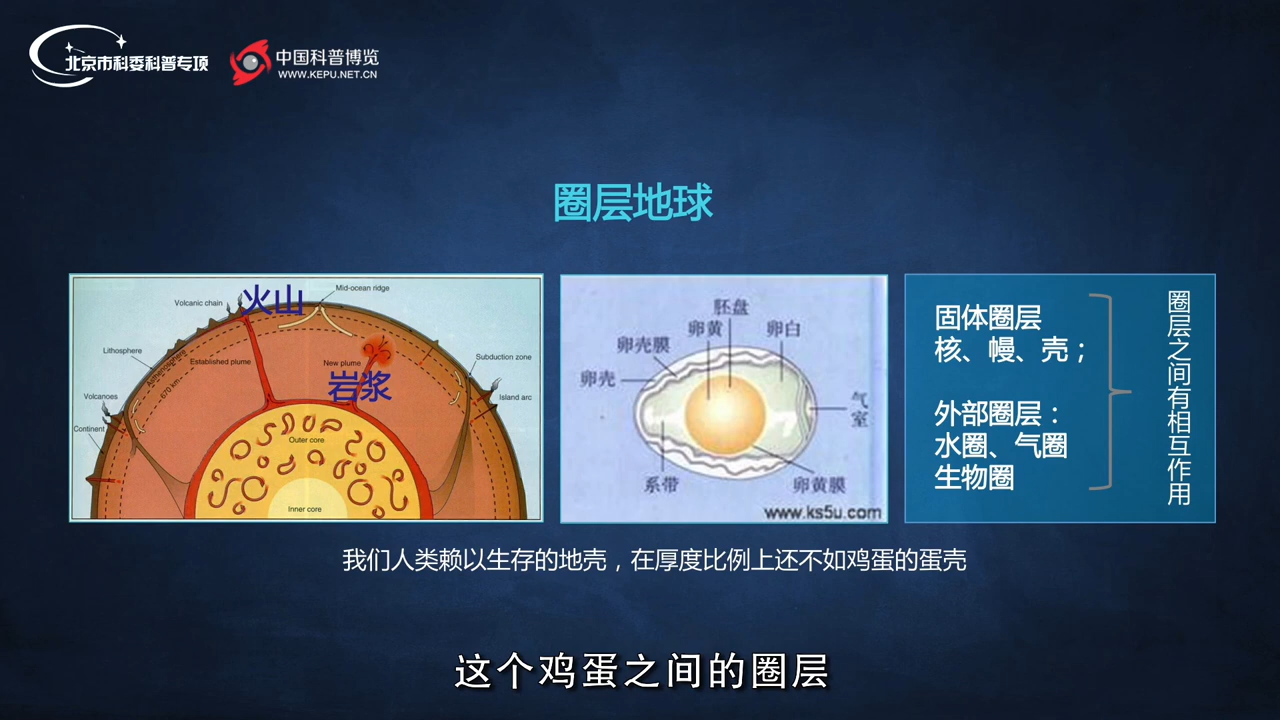 北京市科委科普专项
中国科普博览
WWW.KEPU.NET.CN
圈层地球
火山
Mid-ocean ridge
Volcanic chain
Lithosphere
Asthenosphere
Established plume
New plume
Subduction zone
670 km
岩浆
Volcanoes
Island arc
Continent
Outer core
Inner core
胚盘
卵黄
卵白
卵壳膜
卵壳
气室
系带
卵黄膜
www.ks5u.com
固体圈层
核、幔、壳；
外部圈层：
水圈、气圈
生物圈
圈层之间有相互作用
我们人类赖以生存的地壳，在厚度比例上还不如鸡蛋的蛋壳
这个鸡蛋之间的圈层